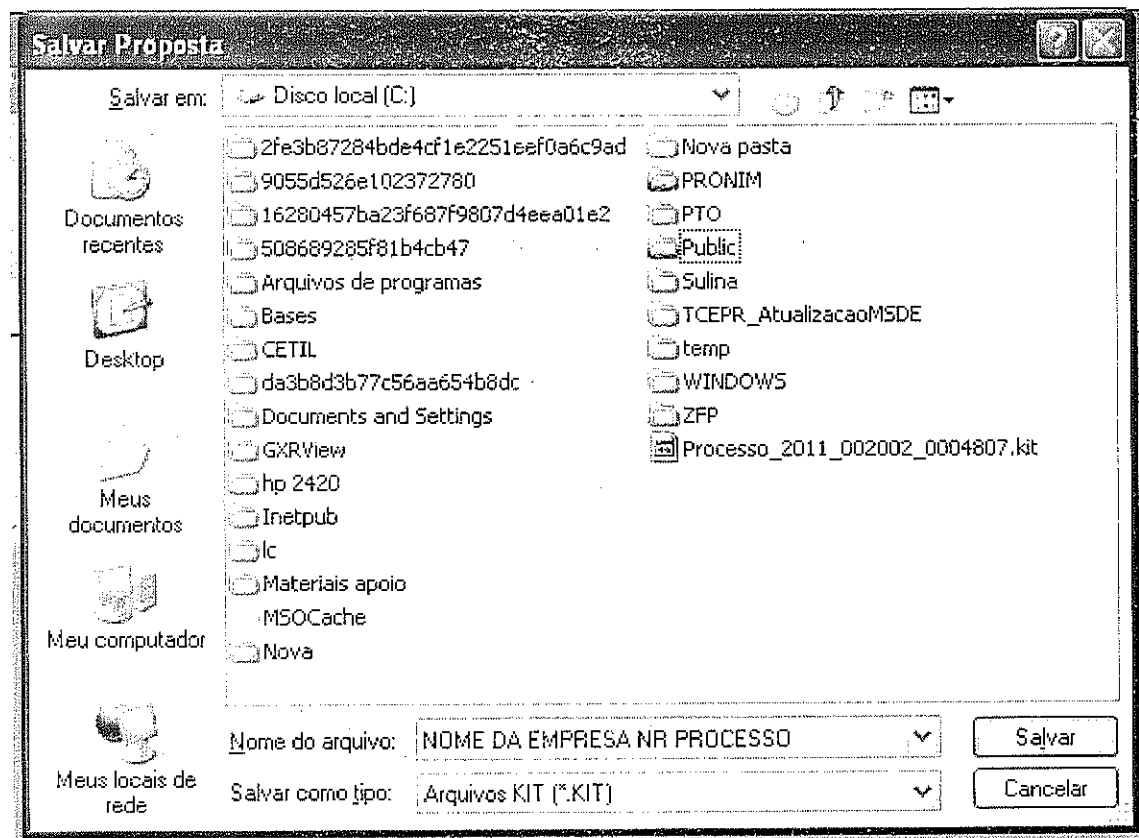 Salvar Proposta
Salvar em: Disco local (C:)
Documentos recentes
Desktop
Meus documentos
Meu computador
Meus locais de rede
2fe3b87284bde4cf1e2251eef0a6c9ad
9055d526e102372780
16280457ba23f687f9807d4eea01e2
508689285f81b4cb47
Arquivos de programas
Bases
CETIL
da3b8d3b77c56aa654b8dc
Documents and Settings
GXRView
hp 2420
Inetpub
lc
Materiais apoio
MSOCache
Nova
Nova pasta
PRONIM
PTO
Public
Sulina
TCEPR_AtualizacaoMSDE
temp
WINDOWS
ZFP
Processo_2011_002002_0004807.kit
Nome do arquivo: NOME DA EMPRESA NR PROCESSO
Salvar
Salvar como tipo: Arquivos KIT (*.KIT)
Cancelar